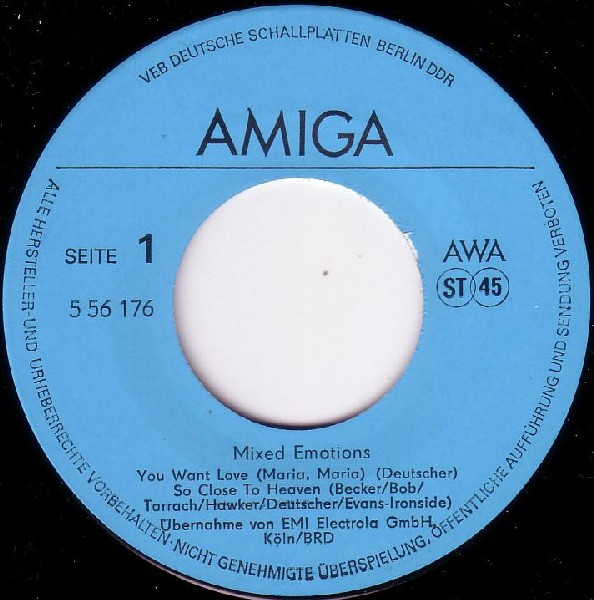 VEB DEUTSCHE SCHALLPLATTEN BERLIN DDR
AMIGA
SEITE 1
5 56 176
AWA
ST 45
Mixed Emotions
You Want Love (Maria, Maria) (Deutscher)
So Close To Heaven (Becker/Bob/
Tarrach/Hawker/Deutscher/Evans-Ironside)
Übernahme von EMI Electrola GmbH,
Köln/BRD
ALLE HERSTELLER- UND URHEBERRECHTE VORBEHALTEN · NICHT GENEHMIGTE ÜBERSPIELUNG, ÖFFENTLICHE AUFFÜHRUNG UND SENDUNG VERBOTEN